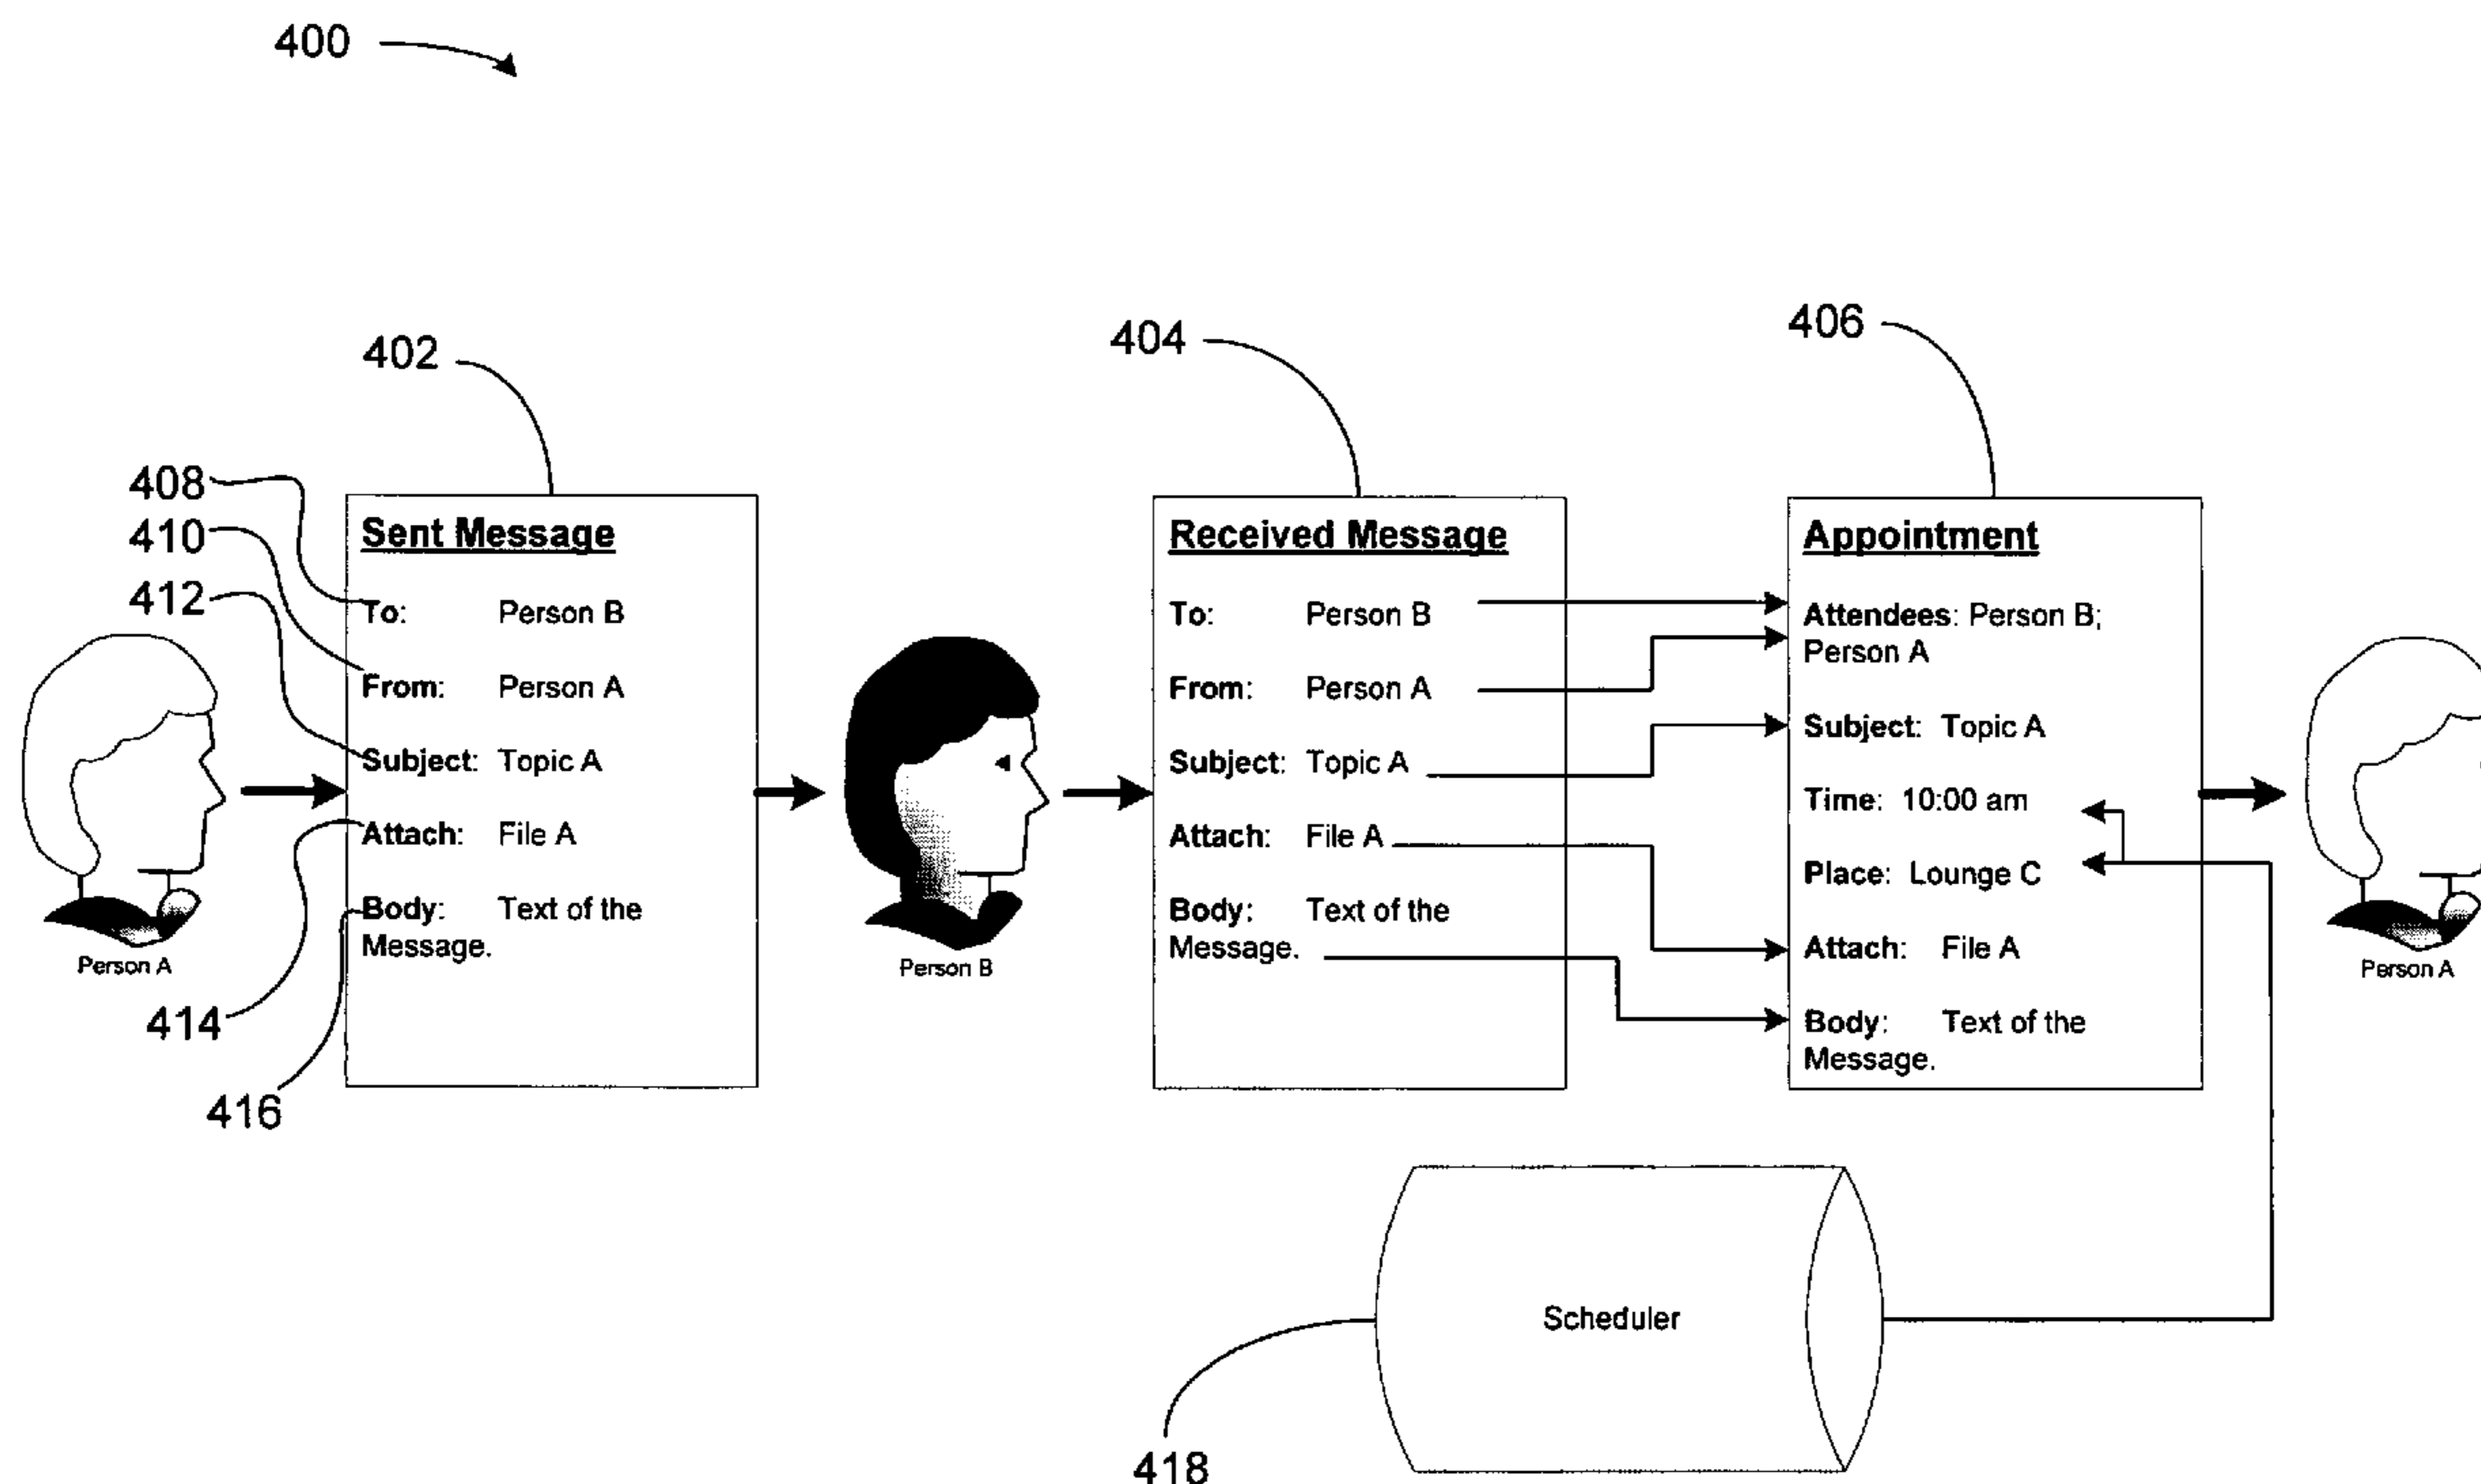 400
402
404
406
408
410
412
Sent Message
To: Person B
From: Person A
Subject: Topic A
Attach: File A
Body: Text of the
Message.
Person A
414
416
Person B
Received Message
To: Person B
From: Person A
Subject: Topic A
Attach: File A
Body: Text of the
Message.
Appointment
Attendees: Person B;
Person A
Subject: Topic A
Time: 10:00 am
Place: Lounge C
Attach: File A
Body: Text of the
Message.
Person A
Scheduler
418